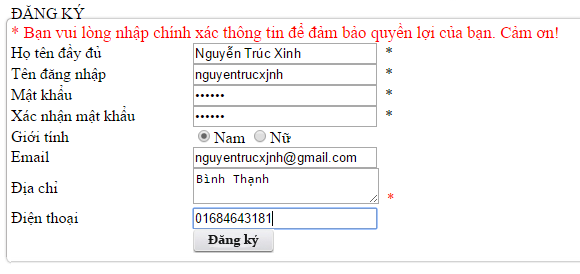 ĐĂNG KÝ
* Bạn vui lòng nhập chính xác thông tin để đảm bảo quyền lợi của bạn. Cảm ơn!
Họ tên đầy đủ Nguyễn Trúc Xinh *
Tên đăng nhập nguyentrucxjnh *
Mật khẩu •••••• *
Xác nhận mật khẩu •••••• *
Giới tính Nam Nữ
Email nguyentrucxjnh@gmail.com
Địa chỉ Bình Thạnh *
Điện thoại 01684643181
Đăng ký